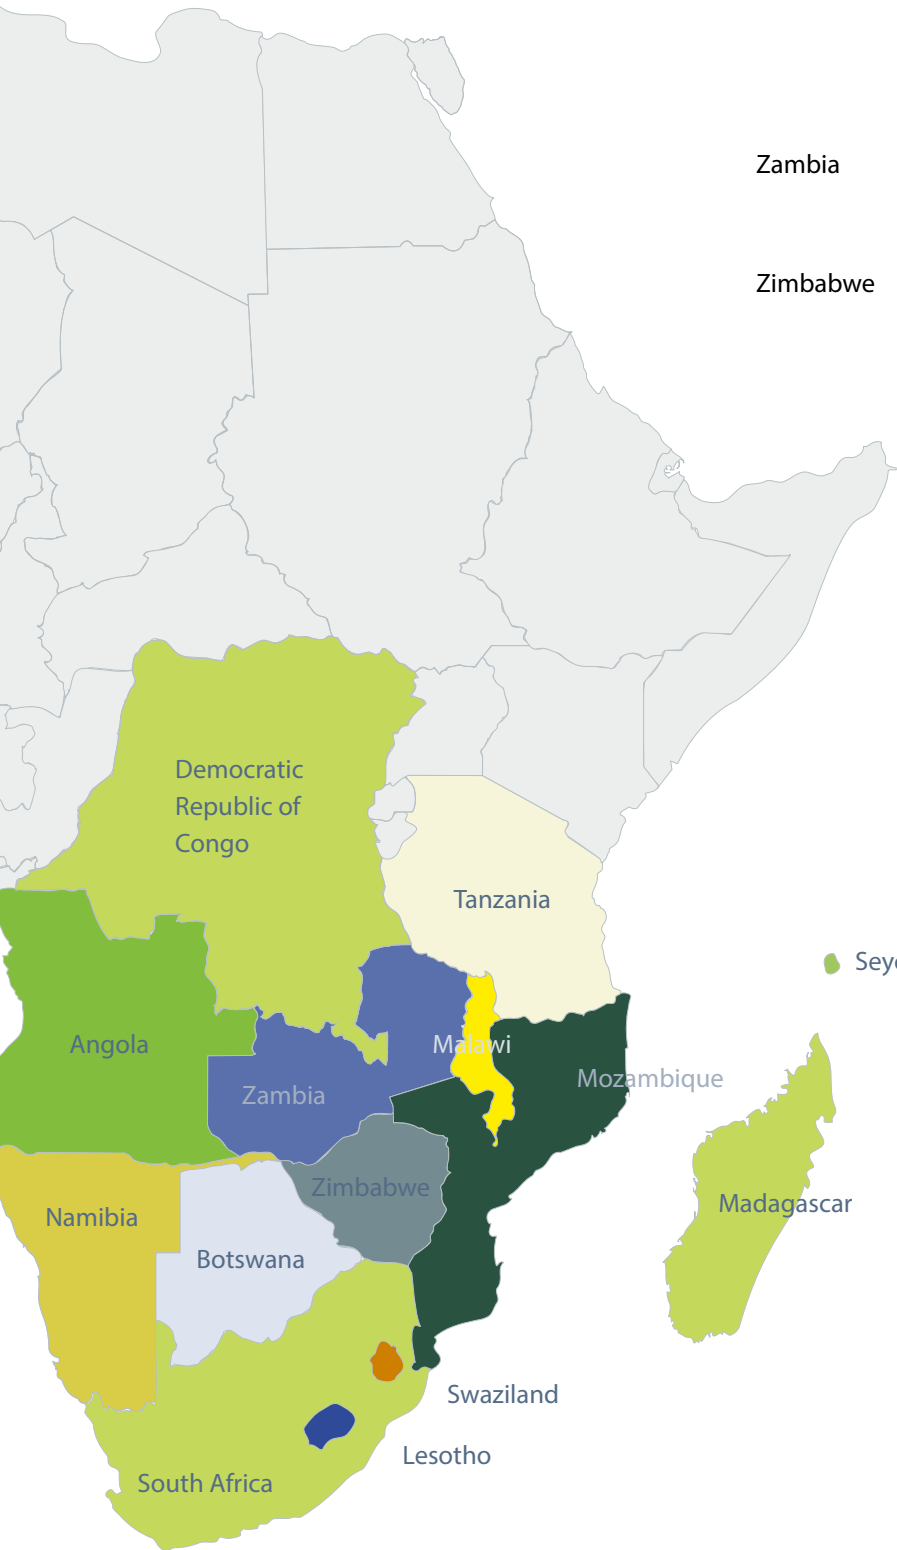 Zambia
Zimbabwe
Democratic
Republic of
Congo
Tanzania
Sey
Angola
Malawi
Mozambique
Zambia
Zimbabwe
Madagascar
Namibia
Botswana
Swaziland
Lesotho
South Africa